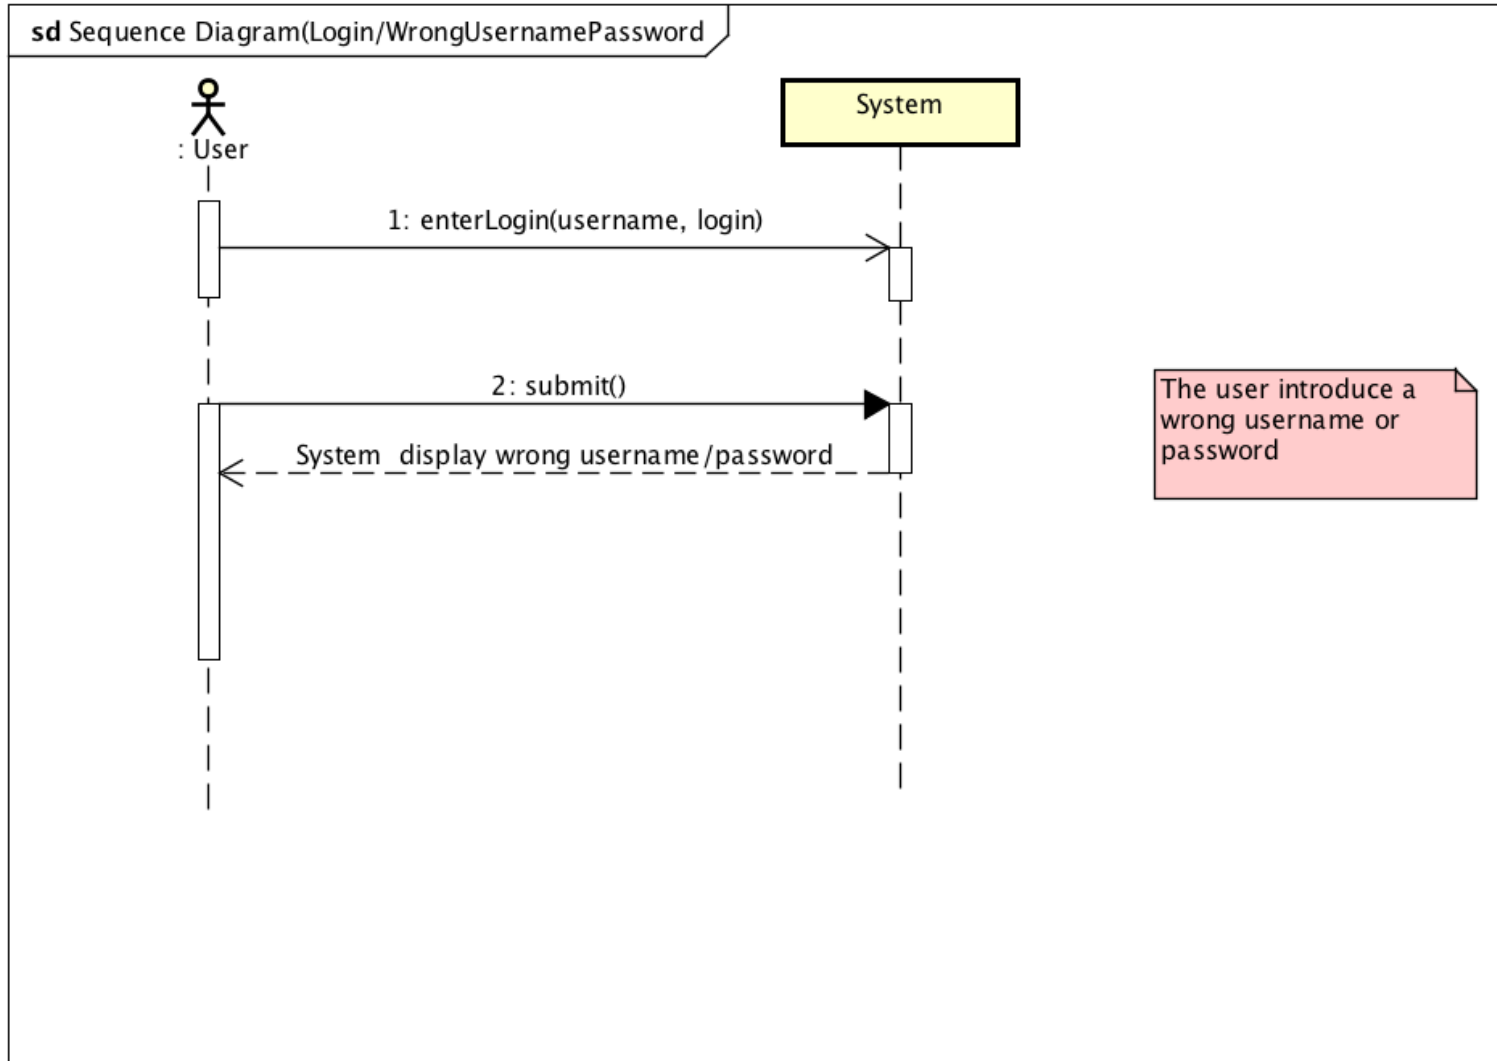 sd Sequence Diagram(Login/WrongUsernamePassword
System
: User
1: enterLogin(username, login)
2: submit()
The user introduce a
wrong username or
password
System display wrong username/password